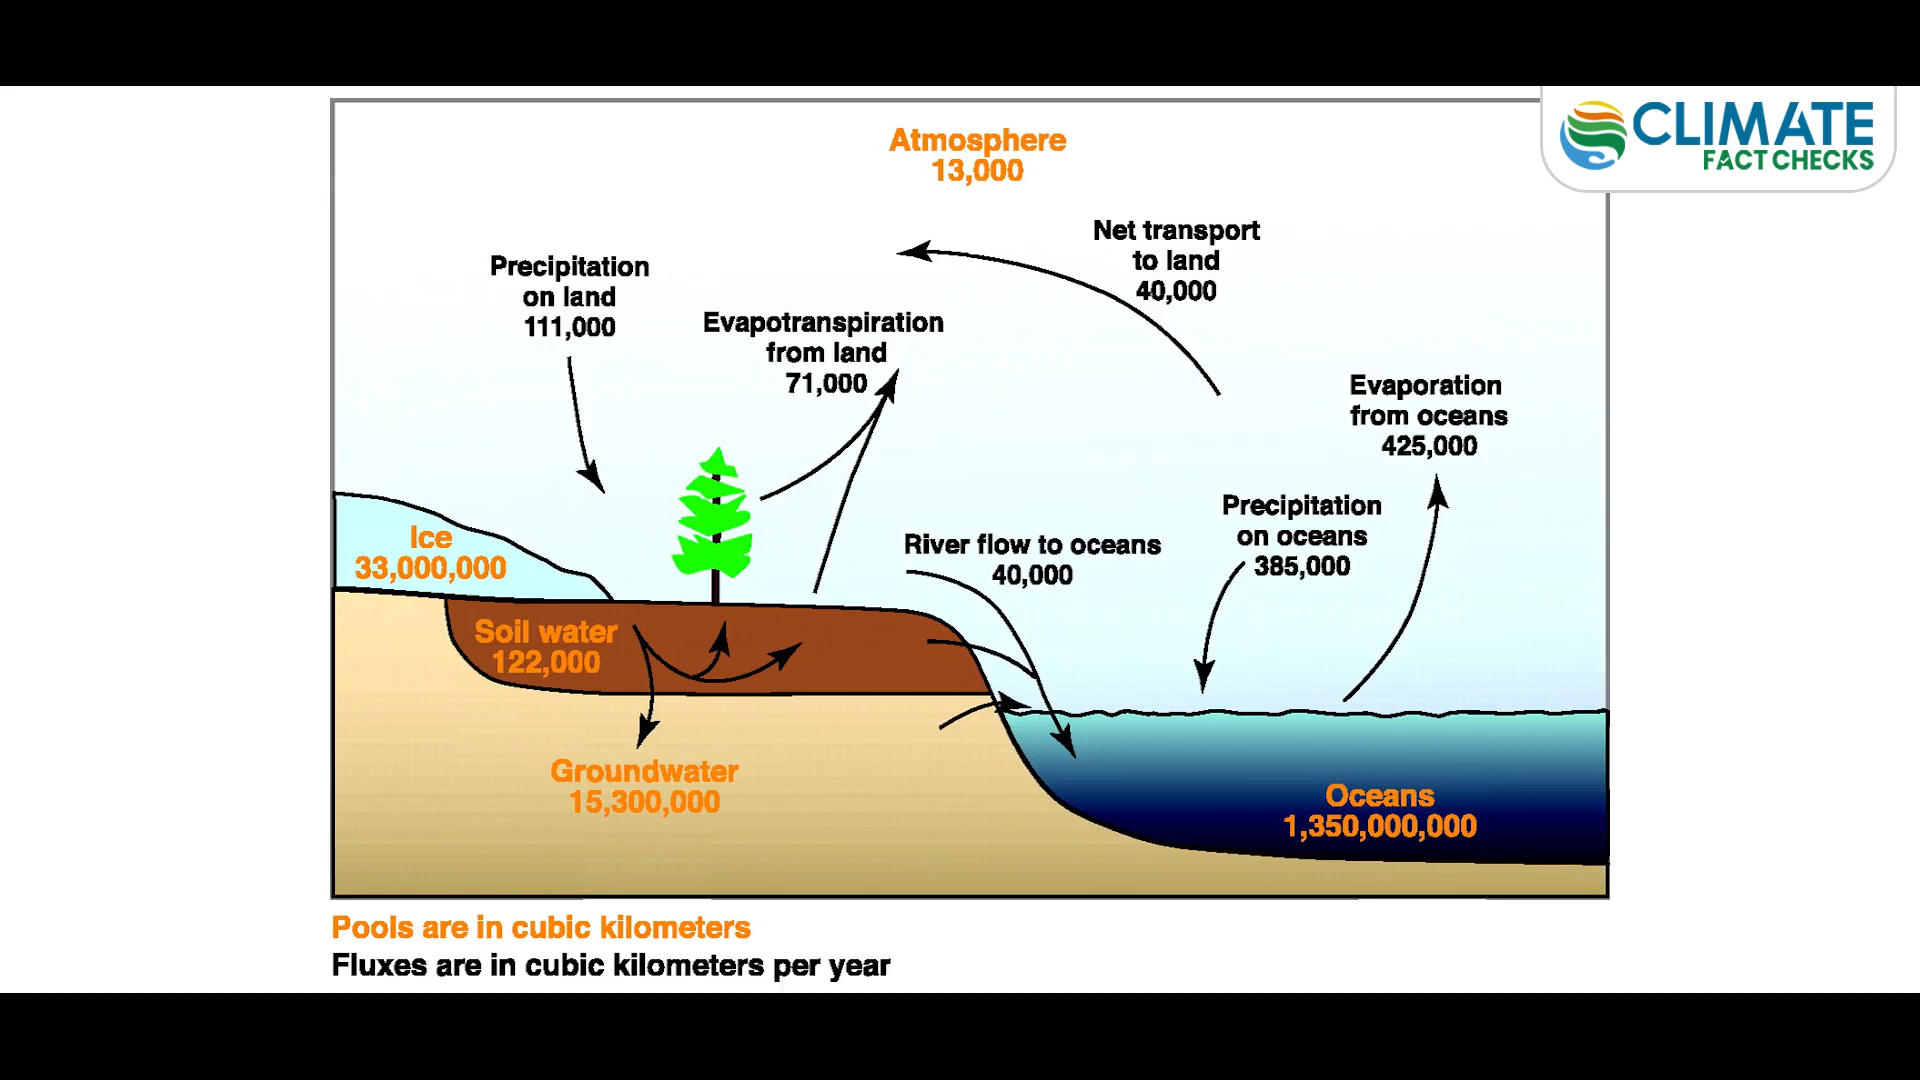 CLIMATE
FACT CHECKS
Atmosphere
13,000
Net transport
to land
40,000
Precipitation
on land
111,000
Evapotranspiration
from land
71,000
Evaporation
from oceans
425,000
Precipitation
on oceans
385,000
River flow to oceans
40,000
Ice
33,000,000
Soil water
122,000
Groundwater
15,300,000
Oceans
1,350,000,000
Pools are in cubic kilometers
Fluxes are in cubic kilometers per year